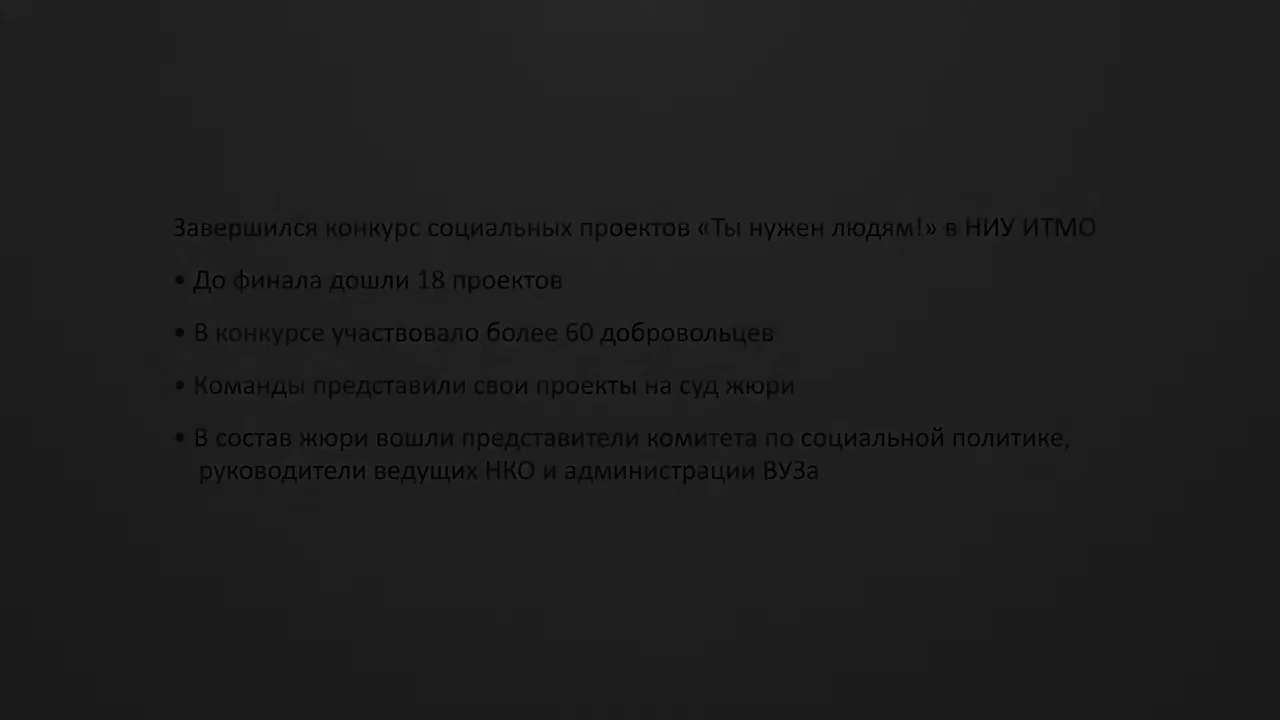 Завершился конкурс социальных проектов «Ты нужен людям!» в НИУ ИТМО
• До финала дошли 18 проектов
• В конкурсе участвовало более 60 добровольцев
• Команды представили свои проекты на суд жюри
• В состав жюри вошли представители комитета по социальной политике,
руководители ведущих НКО и администрации ВУЗа